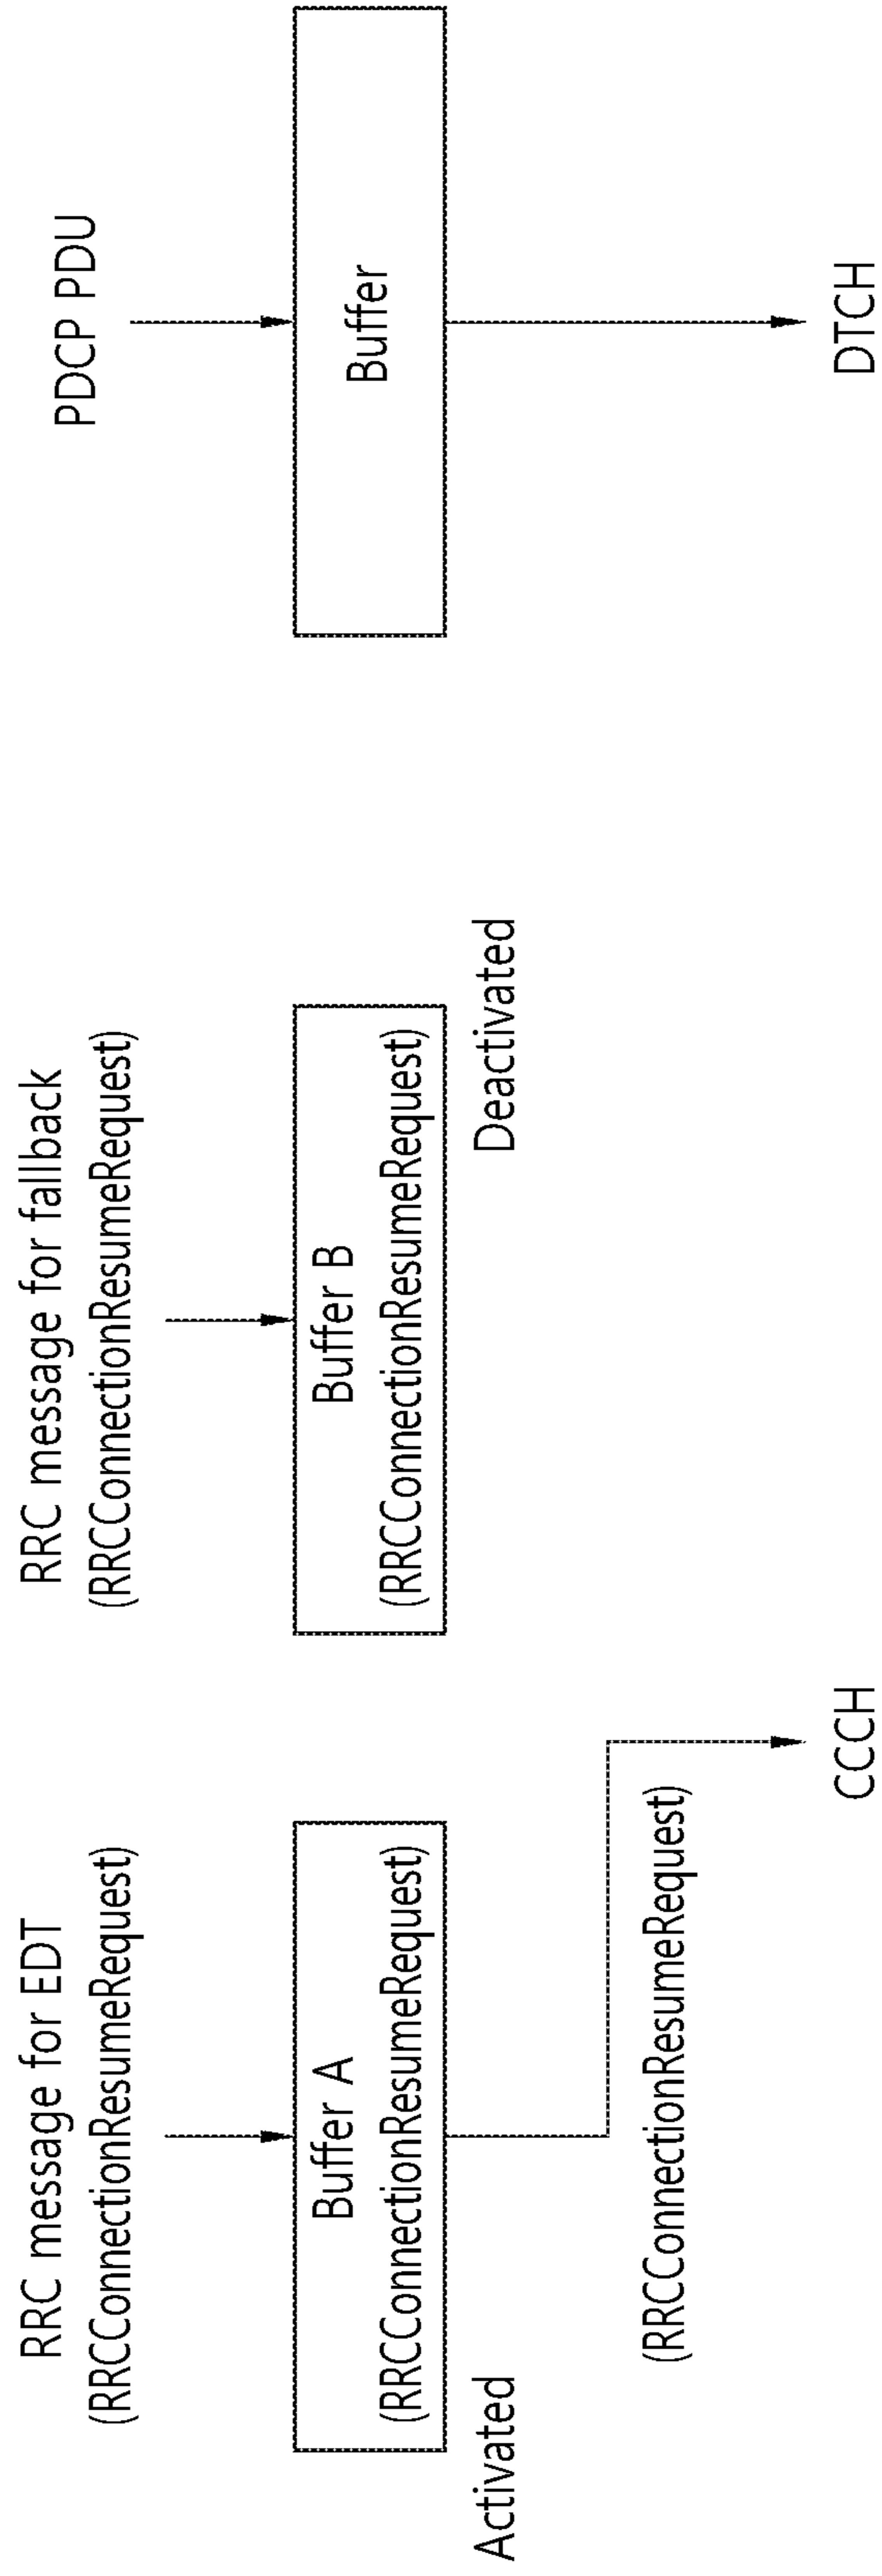 RRC message for EDT
(RRCConnectionResumeRequest)
Buffer A
(RRCConnectionResumeRequest)
Activated
(RRCConnectionResumeRequest)
CCCH
RRC message for fallback
(RRCConnectionResumeRequest)
Buffer B
(RRCConnectionResumeRequest)
Deactivated
PDCP PDU
Buffer
DTCH